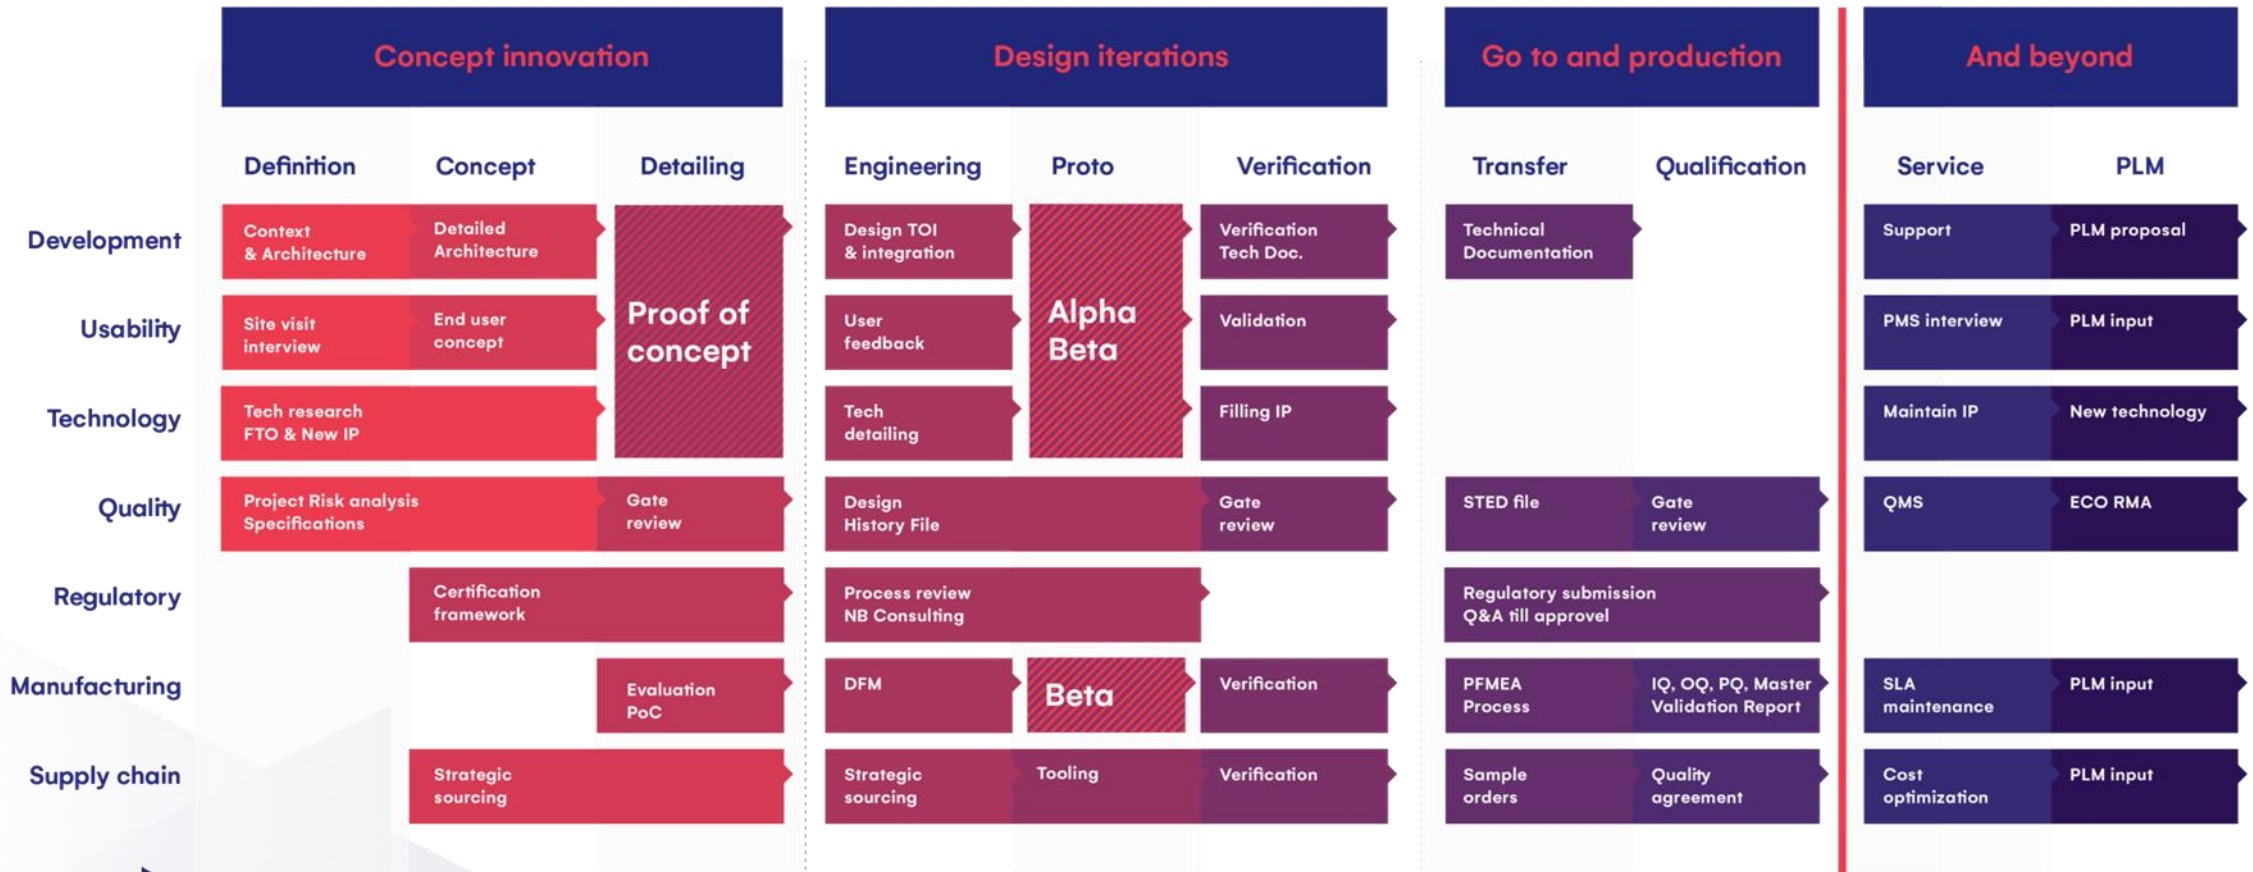 Concept innovation
Design iterations
Go to and production
And beyond
Definition
Concept
Detailing
Engineering
Proto
Verification
Transfer
Qualification
Service
PLM
Development
Context
& Architecture
Detailed
Architecture
Proof of
concept
Design TOI
& integration
Alpha
Beta
Verification
Tech Doc.
Technical
Documentation
Support
PLM proposal
Usability
Site visit
interview
End user
concept
User
feedback
Validation
PMS interview
PLM input
Technology
Tech research
FTO & New IP
Tech
detailing
Filling IP
Maintain IP
New technology
Quality
Project Risk analysis
Specifications
Gate
review
Design
History File
Gate
review
STED file
Gate
review
QMS
ECO RMA
Regulatory
Certification
framework
Process review
NB Consulting
Regulatory submission
Q&A till approvel
Manufacturing
Evaluation
PoC
DFM
Beta
Verification
PFMEA
Process
IQ, OQ, PQ, Master
Validation Report
SLA
maintenance
PLM input
Supply chain
Strategic
sourcing
Strategic
sourcing
Tooling
Verification
Sample
orders
Quality
agreement
Cost
optimization
PLM input